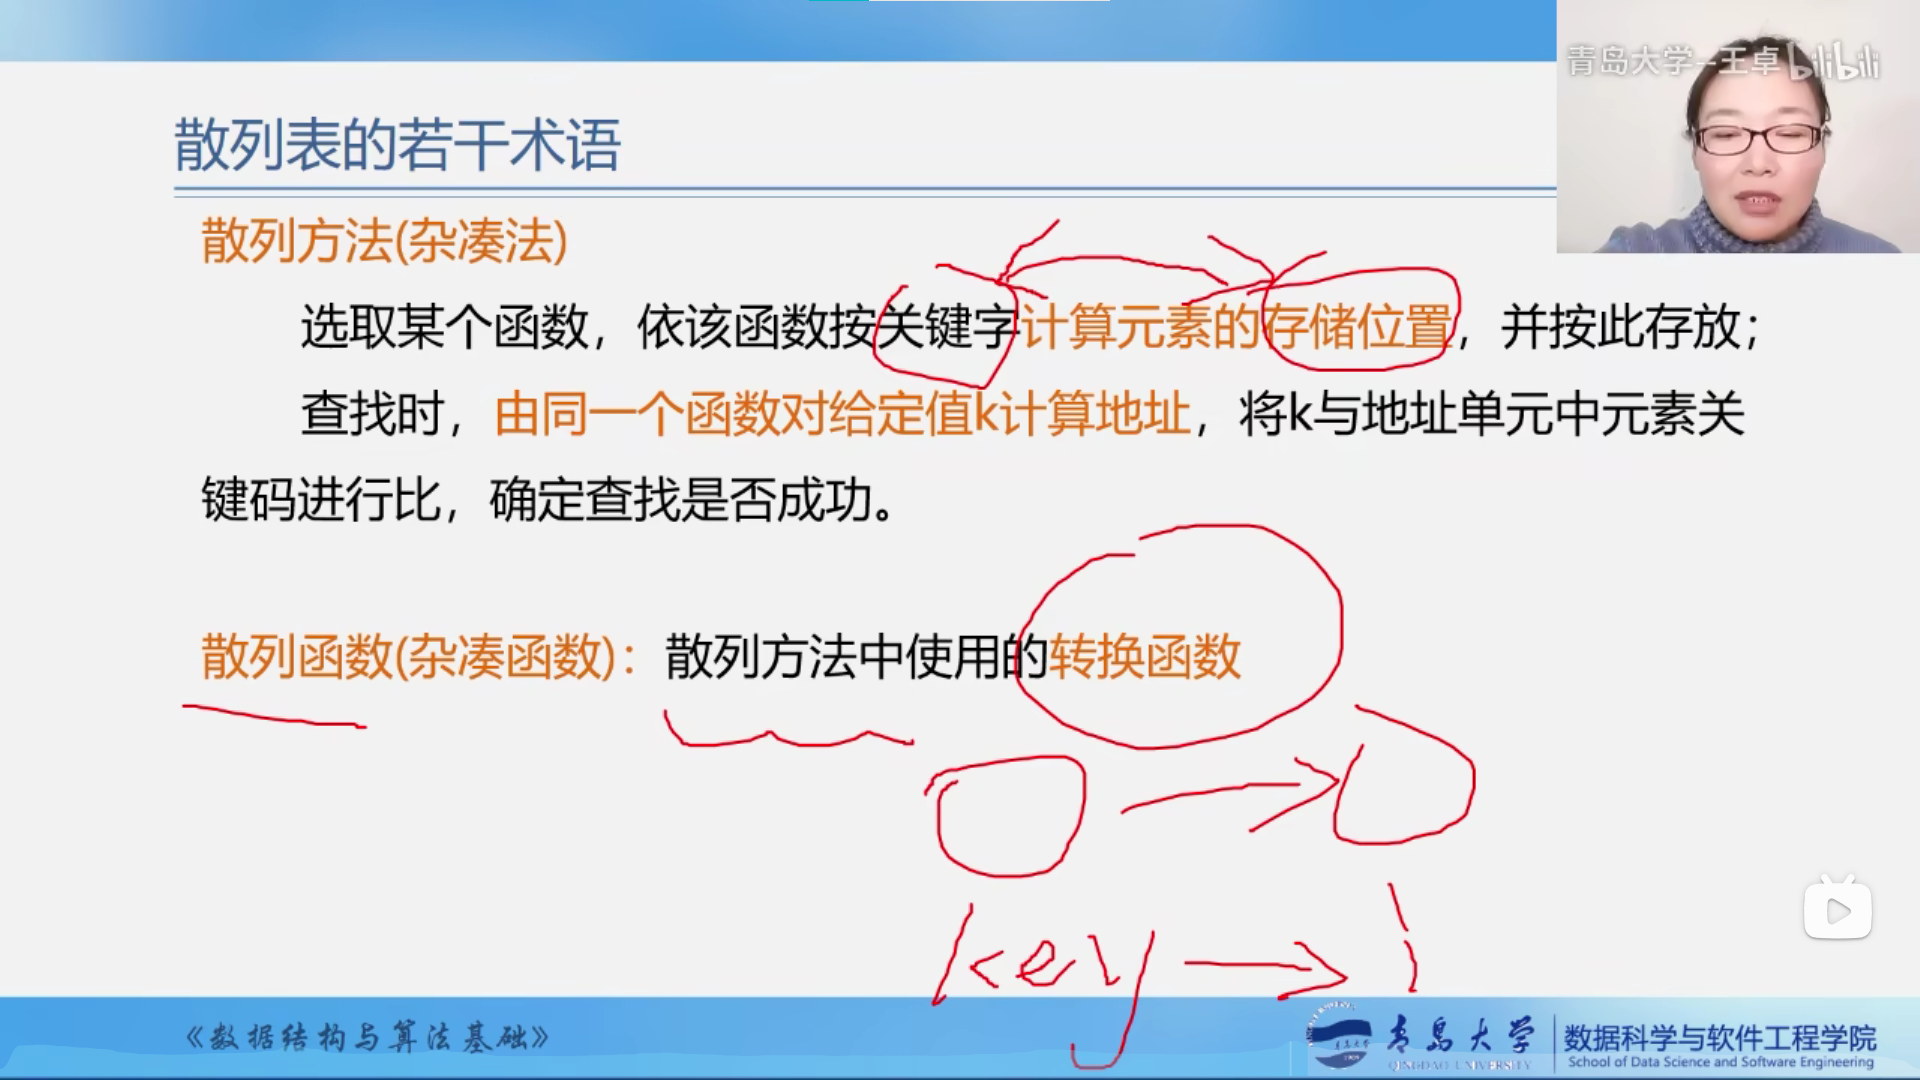 青岛大学--王卓 bilibili
散列表的若干术语
散列方法(杂凑法)
选取某个函数，依该函数按关键字计算元素的存储位置，并按此存放；
查找时，由同一个函数对给定值k计算地址，将k与地址单元中元素关
键码进行比，确定查找是否成功。
散列函数(杂凑函数)：散列方法中使用的转换函数
key → i
《数据结构与算法基础》
青岛大学
QINGDAO UNIVERSITY
数据科学与软件工程学院
School of Data Science and Software Engineering